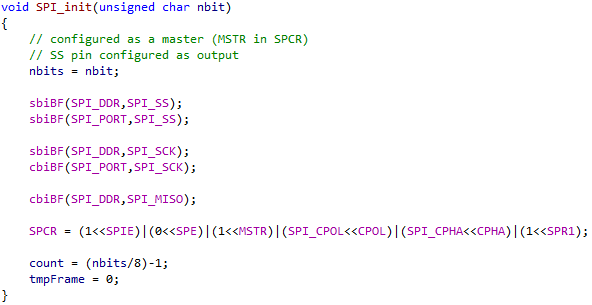 void SPI_init(unsigned char nbit)
{
// configured as a master (MSTR in SPCR)
// SS pin configured as output
nbits = nbit;
sbiBF(SPI_DDR,SPI_SS);
sbiBF(SPI_PORT,SPI_SS);
sbiBF(SPI_DDR,SPI_SCK);
cbiBF(SPI_PORT,SPI_SCK);
cbiBF(SPI_DDR,SPI_MISO);
SPCR = (1<<SPIE)|(0<<SPE)|(1<<MSTR)|(SPI_CPOL<<CPOL)|(SPI_CPHA<<CPHA)|(1<<SPR1);
count = (nbits/8)-1;
tmpFrame = 0;
}